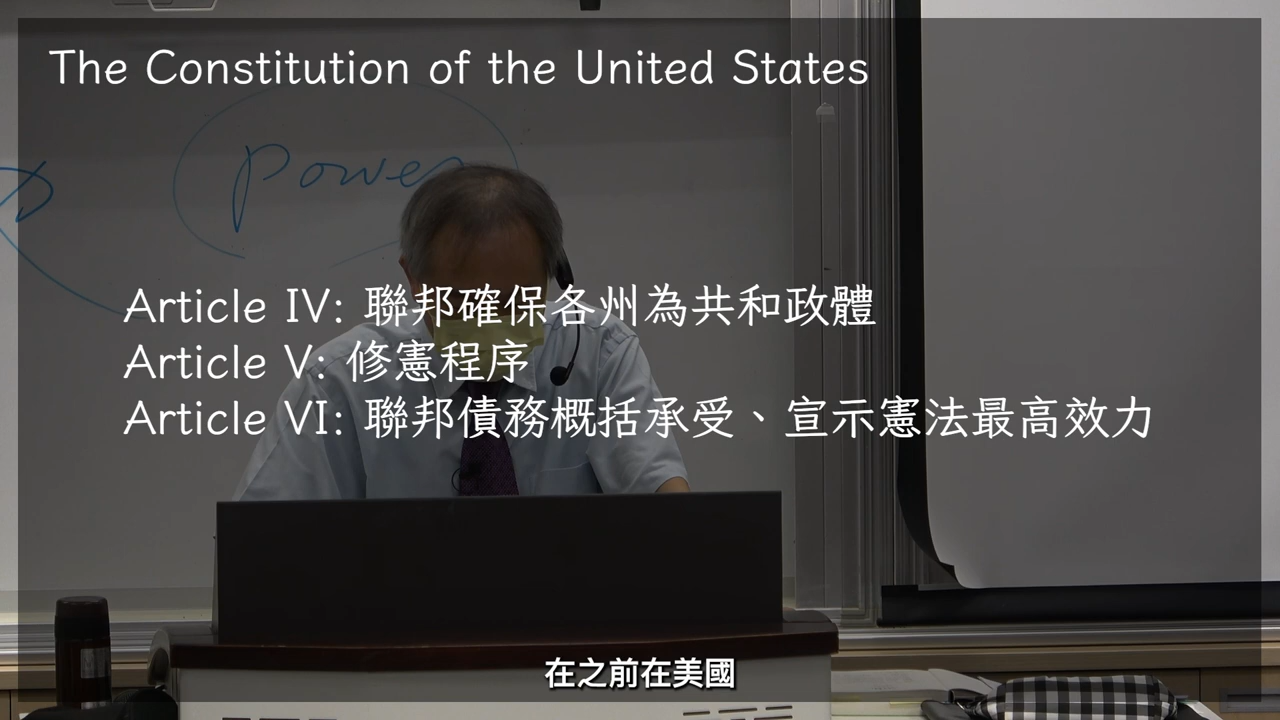 The Constitution of the United States
power
Article IV: 聯邦確保各州為共和政體
Article V: 修憲程序
Article VI: 聯邦債務概括承受、宣示憲法最高效力
在之前在美國